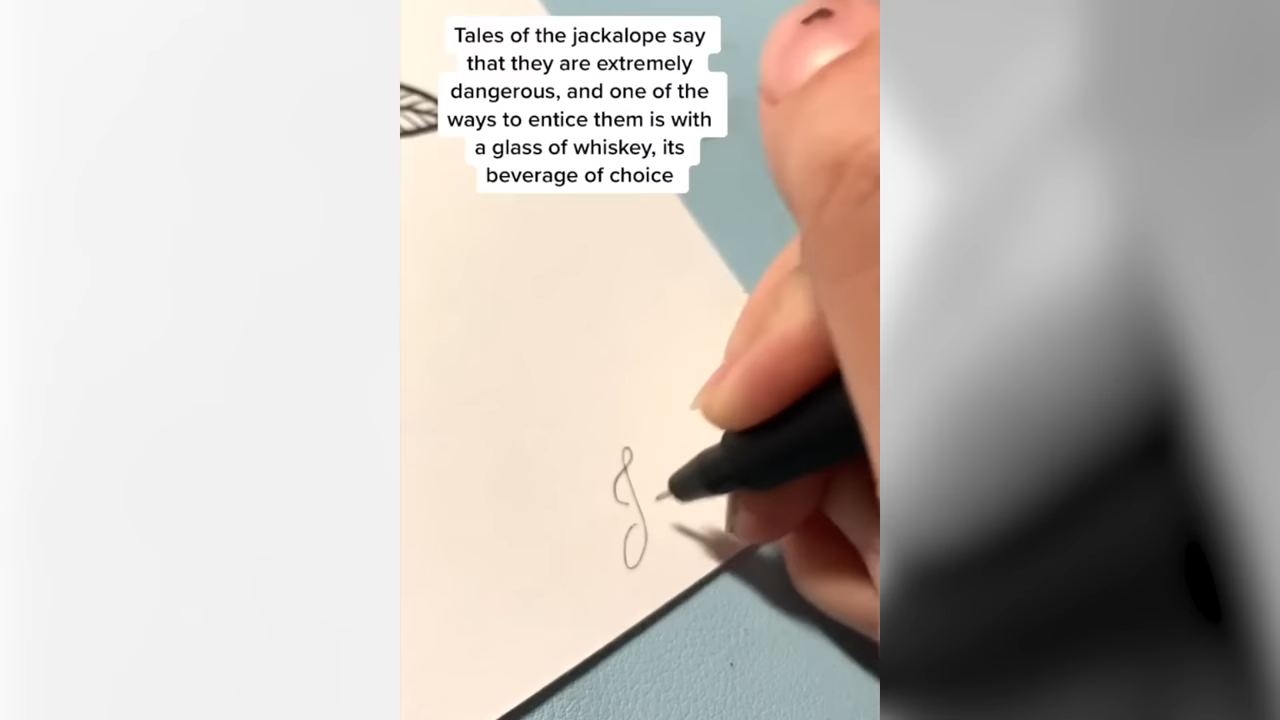 Tales of the jackalope say
that they are extremely
dangerous, and one of the
ways to entice them is with
a glass of whiskey, its
beverage of choice
J